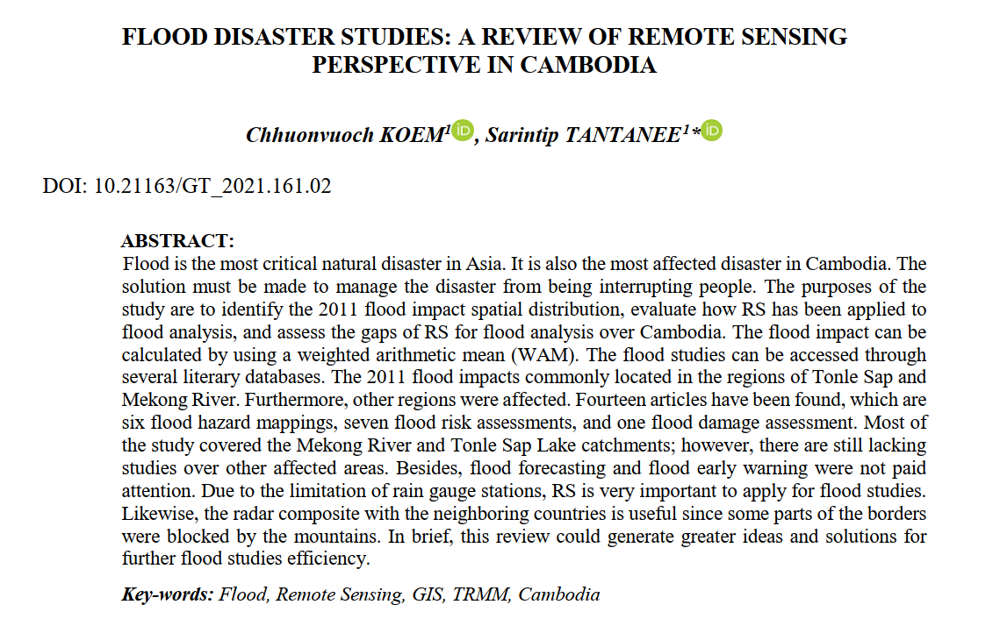 FLOOD DISASTER STUDIES: A REVIEW OF REMOTE SENSING
PERSPECTIVE IN CAMBODIA
Chhuonvuoch KOEM¹ iD, Sarintip TANTANEE¹* iD
DOI: 10.21163/GT_2021.161.02
ABSTRACT:
Flood is the most critical natural disaster in Asia. It is also the most affected disaster in Cambodia. The
solution must be made to manage the disaster from being interrupting people. The purposes of the
study are to identify the 2011 flood impact spatial distribution, evaluate how RS has been applied to
flood analysis, and assess the gaps of RS for flood analysis over Cambodia. The flood impact can be
calculated by using a weighted arithmetic mean (WAM). The flood studies can be accessed through
several literary databases. The 2011 flood impacts commonly located in the regions of Tonle Sap and
Mekong River. Furthermore, other regions were affected. Fourteen articles have been found, which are
six flood hazard mappings, seven flood risk assessments, and one flood damage assessment. Most of
the study covered the Mekong River and Tonle Sap Lake catchments; however, there are still lacking
studies over other affected areas. Besides, flood forecasting and flood early warning were not paid
attention. Due to the limitation of rain gauge stations, RS is very important to apply for flood studies.
Likewise, the radar composite with the neighboring countries is useful since some parts of the borders
were blocked by the mountains. In brief, this review could generate greater ideas and solutions for
further flood studies efficiency.
Key-words: Flood, Remote Sensing, GIS, TRMM, Cambodia